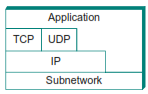 Application
TCP UDP
IP
Subnetwork